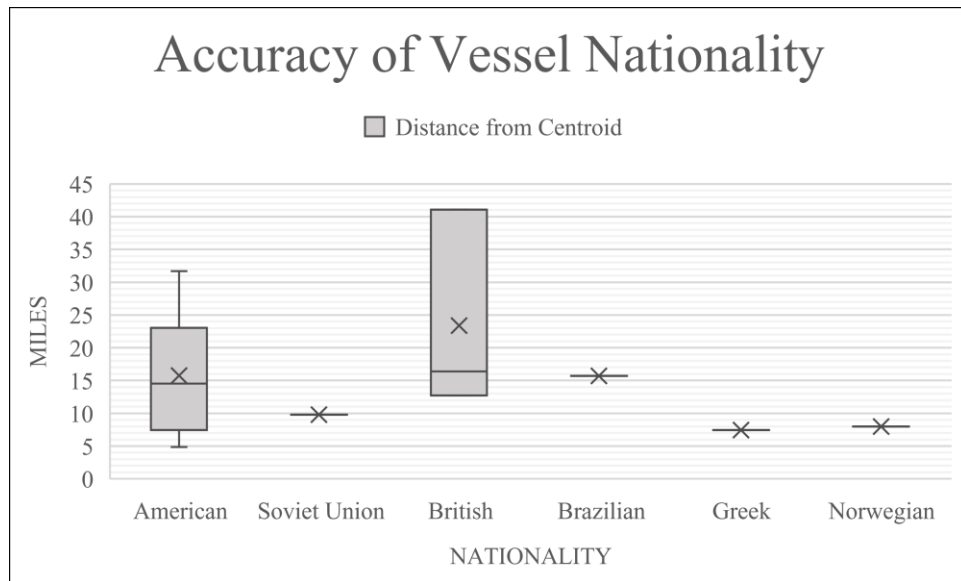 Accuracy of Vessel Nationality
Distance from Centroid
45
40
35
30
25
20
15
10
5
0
MILES
American Soviet Union British Brazilian Greek Norwegian
NATIONALITY